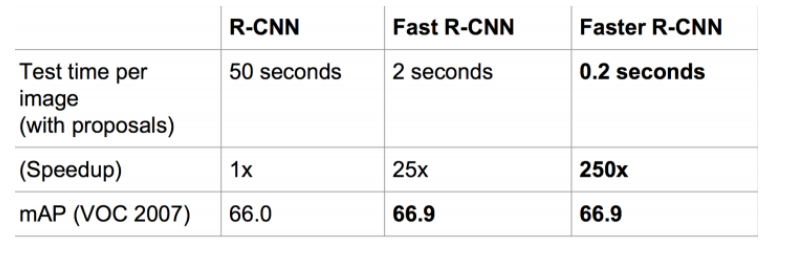 R-CNN Fast R-CNN Faster R-CNN
Test time per 50 seconds 2 seconds 0.2 seconds
image
(with proposals)
(Speedup) 1x 25x 250x
mAP (VOC 2007) 66.0 66.9 66.9